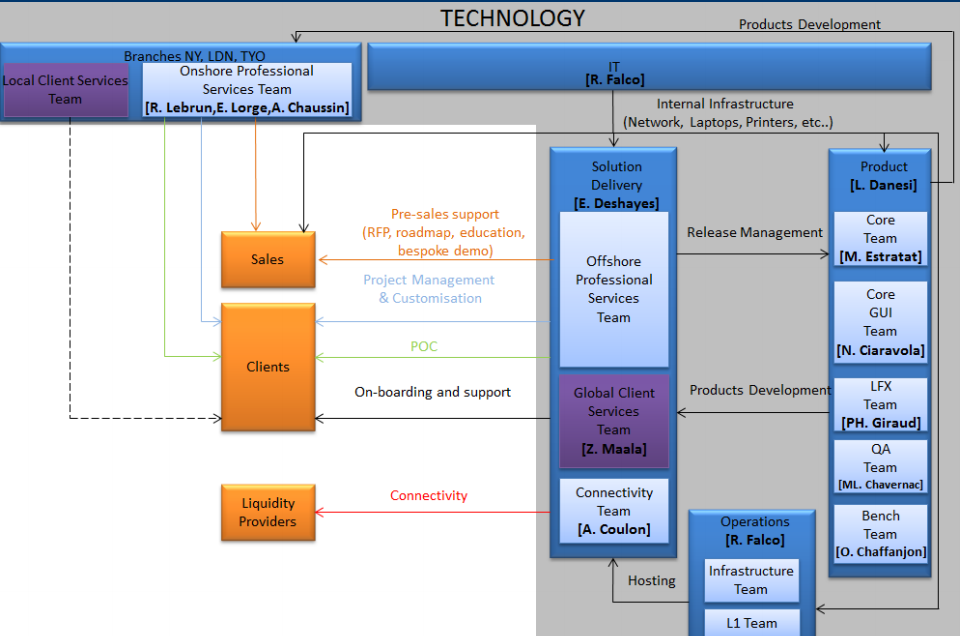 TECHNOLOGY
Products Development
Branches NY, LDN, TYO
Local Client Services
Team
Onshore Professional
Services Team
[R. Lebrun,E. Lorge,A. Chaussin]
IT
[R. Falco]
Internal Infrastructure
(Network, Laptops, Printers, etc..)
Solution
Delivery
[E. Deshayes]
Offshore
Professional
Services
Team
Global Client
Services
Team
[Z. Maala]
Connectivity
Team
[A. Coulon]
Product
[L. Danesi]
Core
Team
[M. Estratat]
Core
GUI
Team
[N. Ciaravola]
LFX
Team
[PH. Giraud]
QA
Team
[ML. Chavernac]
Bench
Team
[O. Chaffanjon]
Release Management
Products Development
Sales
Pre-sales support
(RFP, roadmap, education,
bespoke demo)
Project Management
& Customisation
Clients
POC
On-boarding and support
Liquidity
Providers
Connectivity
Operations
[R. Falco]
Infrastructure
Team
L1 Team
Hosting